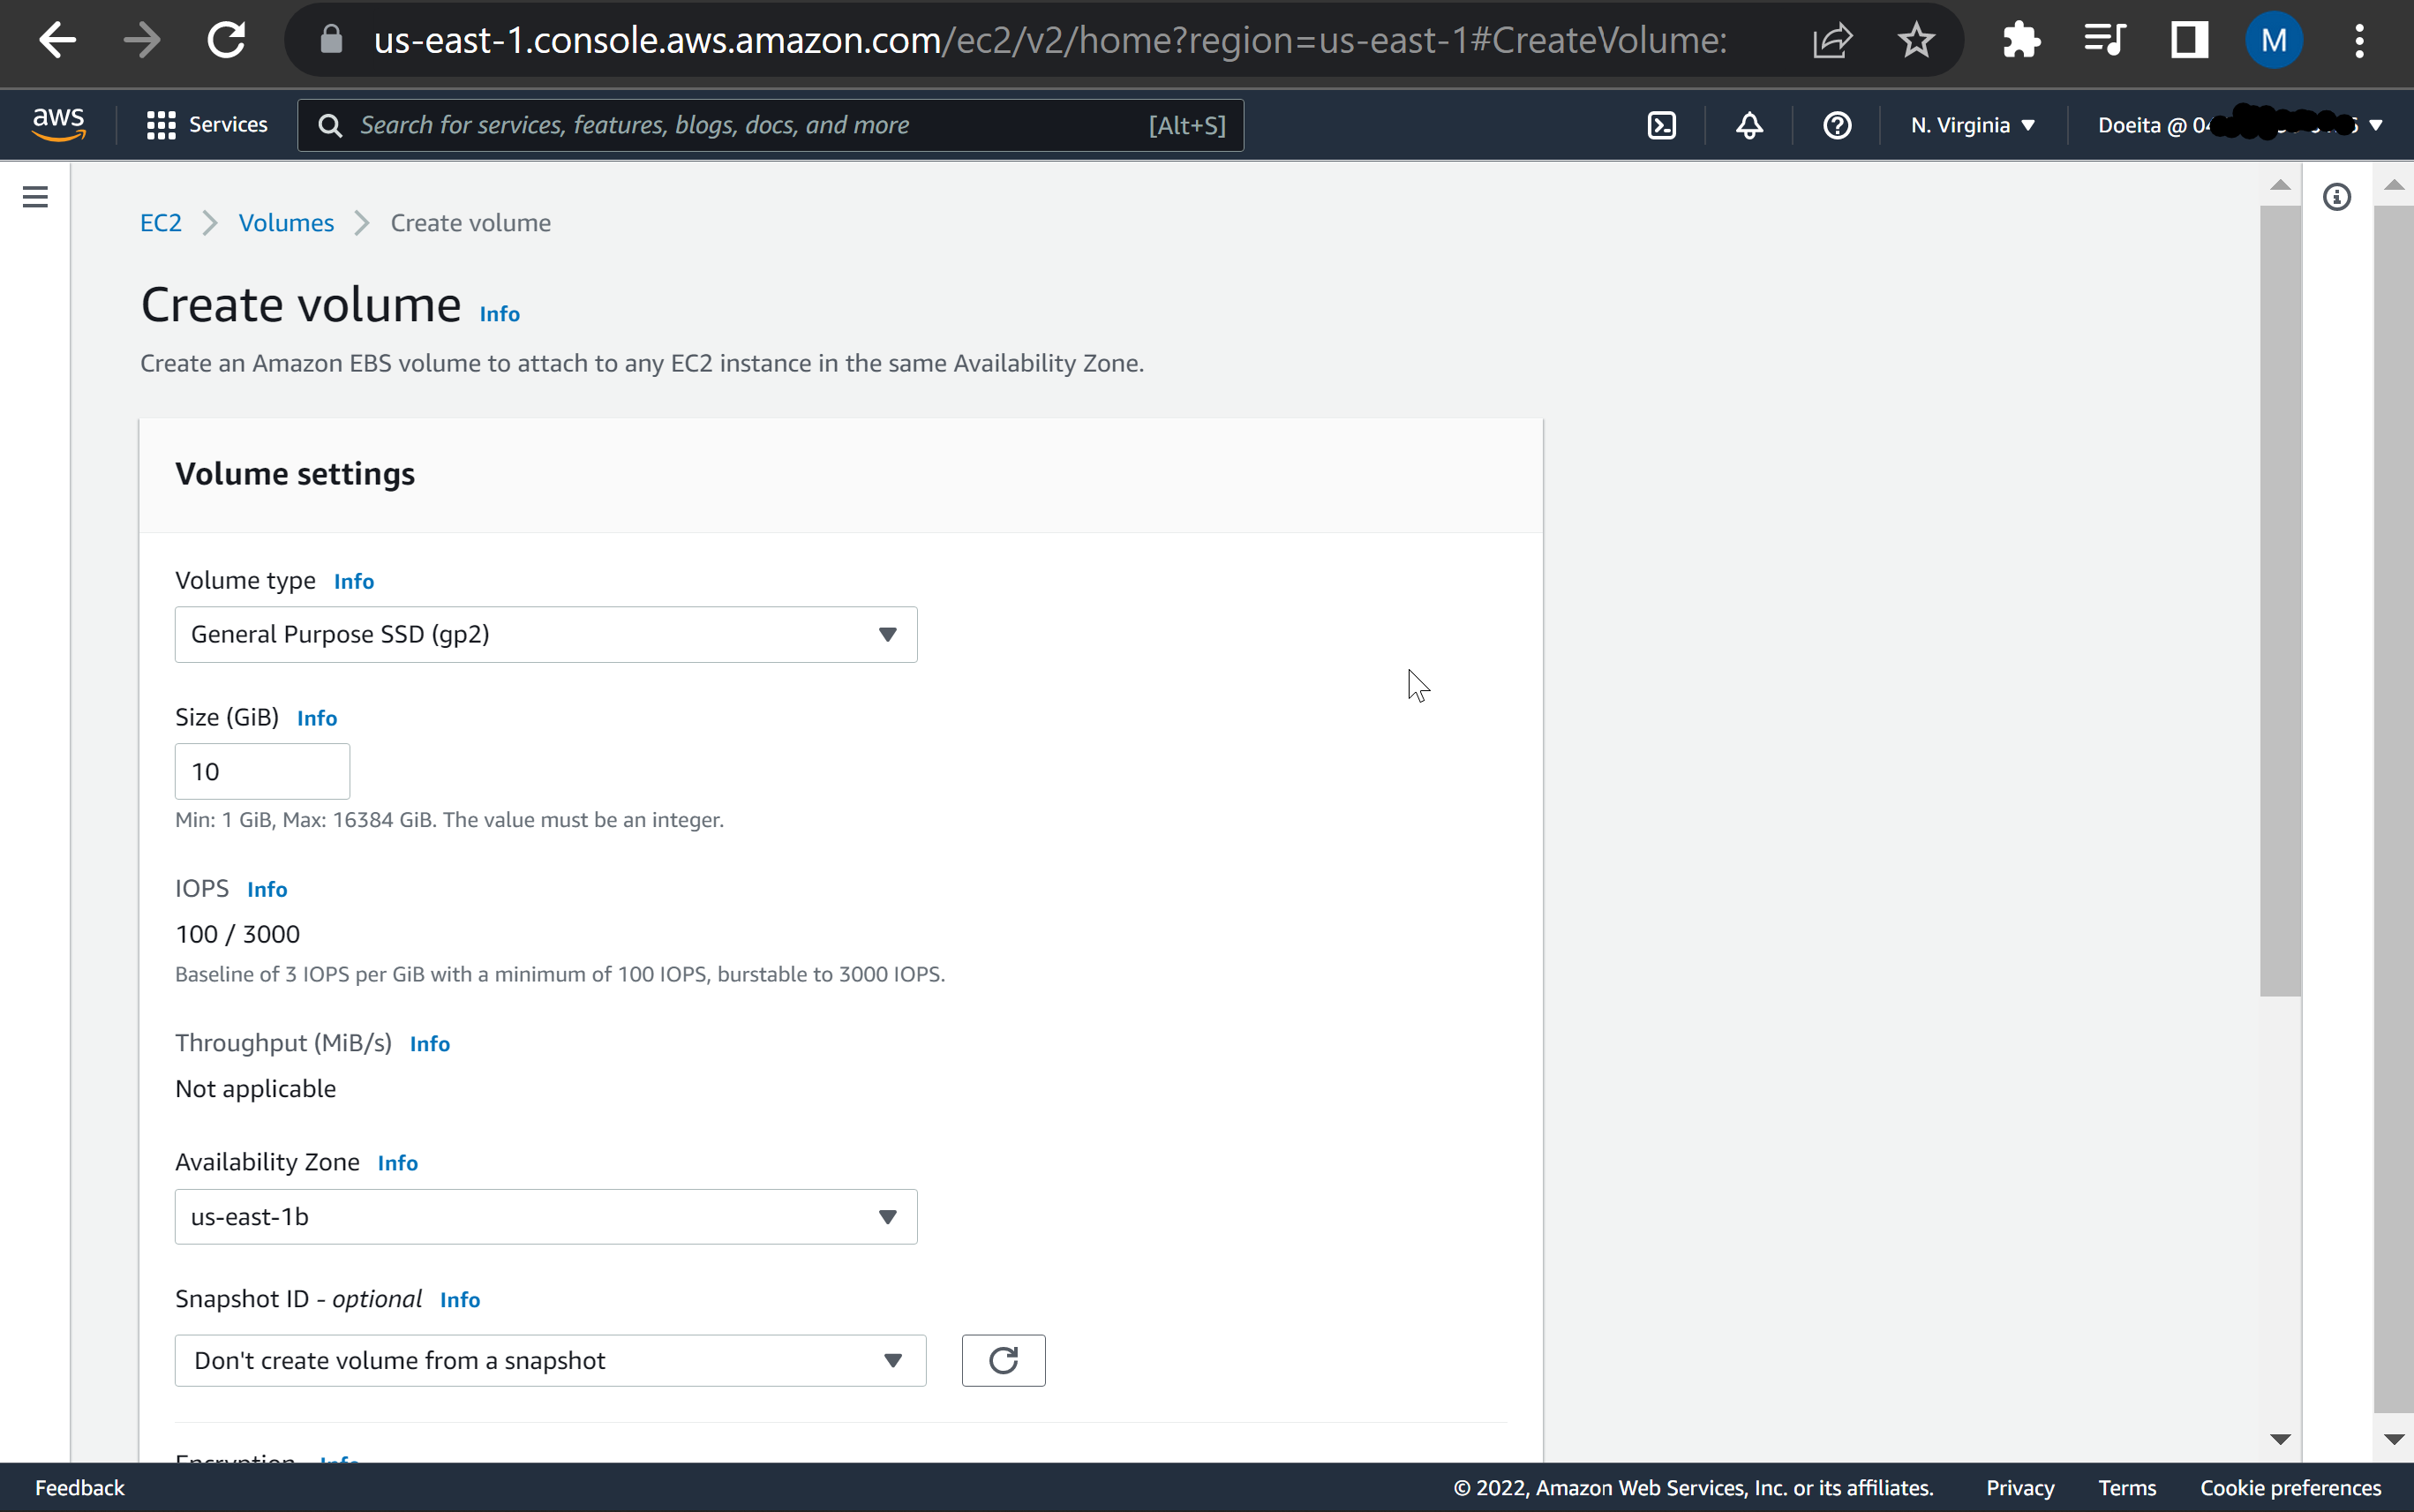 us-east-1.console.aws.amazon.com/ec2/v2/home?region=us-east-1#CreateVolume:
M
aws
Services
Search for services, features, blogs, docs, and more
[Alt+S]
N. Virginia
Doeita @ 04
EC2 > Volumes > Create volume
Create volume Info
Create an Amazon EBS volume to attach to any EC2 instance in the same Availability Zone.
Volume settings
Volume type Info
General Purpose SSD (gp2)
Size (GiB) Info
10
Min: 1 GiB, Max: 16384 GiB. The value must be an integer.
IOPS Info
100 / 3000
Baseline of 3 IOPS per GiB with a minimum of 100 IOPS, burstable to 3000 IOPS.
Throughput (MiB/s) Info
Not applicable
Availability Zone Info
us-east-1b
Snapshot ID - optional Info
Don't create volume from a snapshot
Encryption Info
Feedback
© 2022, Amazon Web Services, Inc. or its affiliates.
Privacy
Terms
Cookie preferences